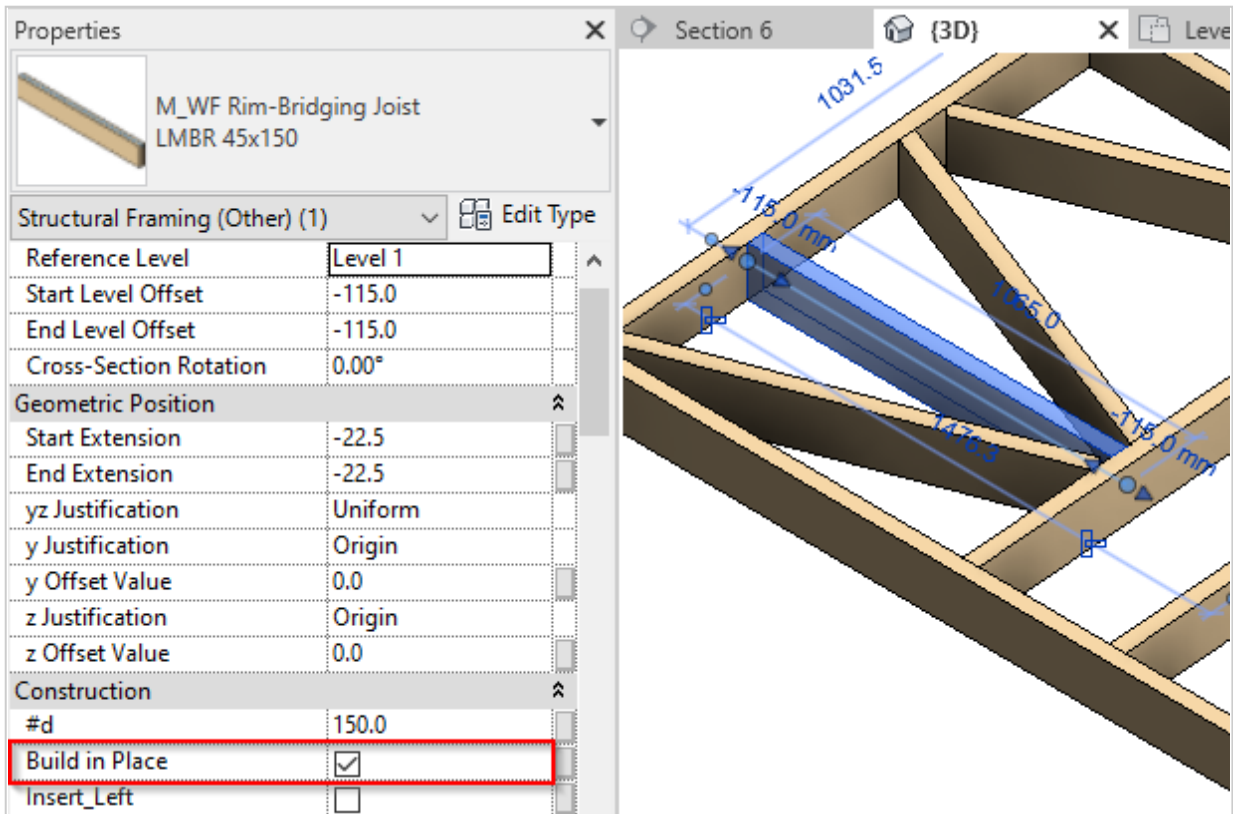 Properties
M_WF Rim-Bridging Joist
LMBR 45x150
Structural Framing (Other) (1)
Edit Type
Reference Level Level 1
Start Level Offset -115.0
End Level Offset -115.0
Cross-Section Rotation 0.00°
Geometric Position
Start Extension -22.5
End Extension -22.5
yz Justification Uniform
y Justification Origin
y Offset Value 0.0
z Justification Origin
z Offset Value 0.0
Construction
#d 150.0
Build in Place
Insert_Left
Section 6
{3D}
Leve
1031.5
-115.0 mm
1065.0
1476.3
-115.0 mm